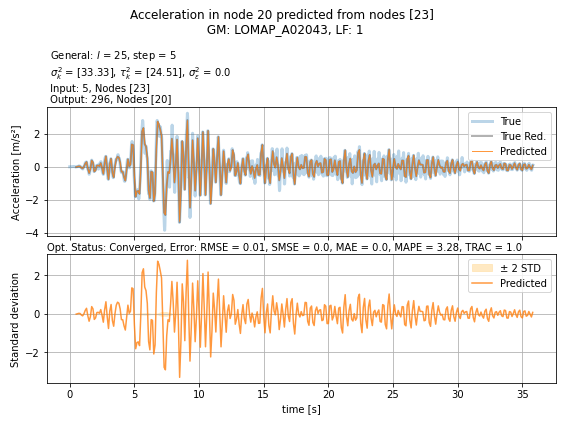 Acceleration in node 20 predicted from nodes [23]
GM: LOMAP_A02043, LF: 1
General: l = 25, step = 5
σ²ₖ = [33.33], τ²ₖ = [24.51], σ²ε = 0.0
Input: 5, Nodes [23]
Output: 296, Nodes [20]
True
True Red.
Predicted
Acceleration [m/s²]
2
0
−2
−4
Opt. Status: Converged, Error: RMSE = 0.01, SMSE = 0.0, MAE = 0.0, MAPE = 3.28, TRAC = 1.0
± 2 STD
Predicted
Standard deviation
2
0
−2
0 5 10 15 20 25 30 35
time [s]